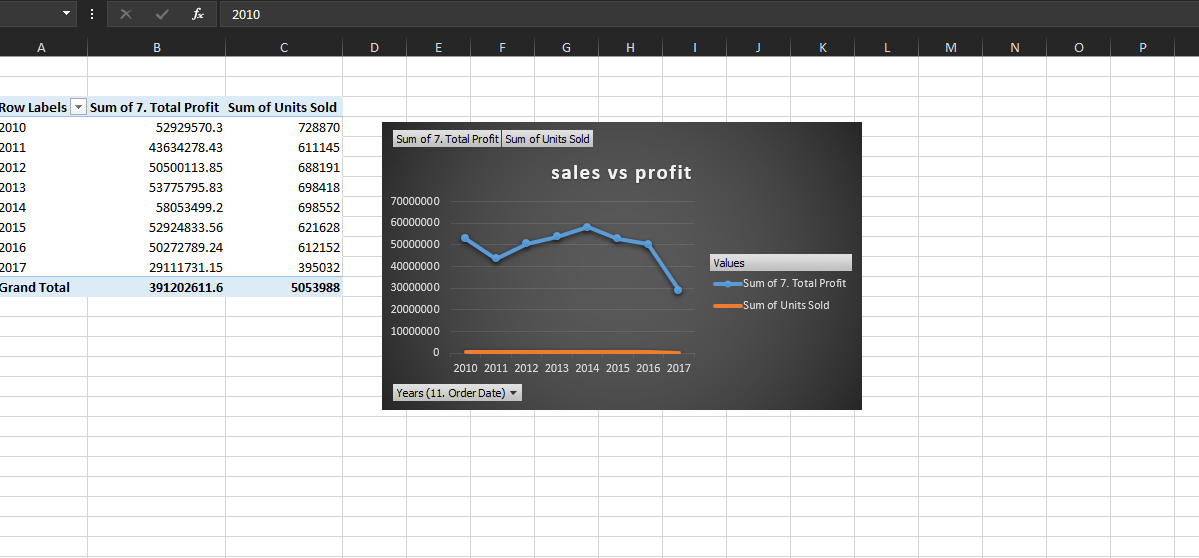 fx 2010
A B C D E F G H I J K L M N O P
Row Labels Sum of 7. Total Profit Sum of Units Sold
2010 52929570.3 728870
2011 43634278.43 611145
2012 50500113.85 688191
2013 53775795.83 698418
2014 58053499.2 698552
2015 52924833.56 621628
2016 50272789.24 612152
2017 29111731.15 395032
Grand Total 391202611.6 5053988
Sum of 7. Total Profit Sum of Units Sold
sales vs profit
70000000
60000000
50000000
40000000
30000000
20000000
10000000
0
2010 2011 2012 2013 2014 2015 2016 2017
Values
Sum of 7. Total Profit
Sum of Units Sold
Years (11. Order Date)